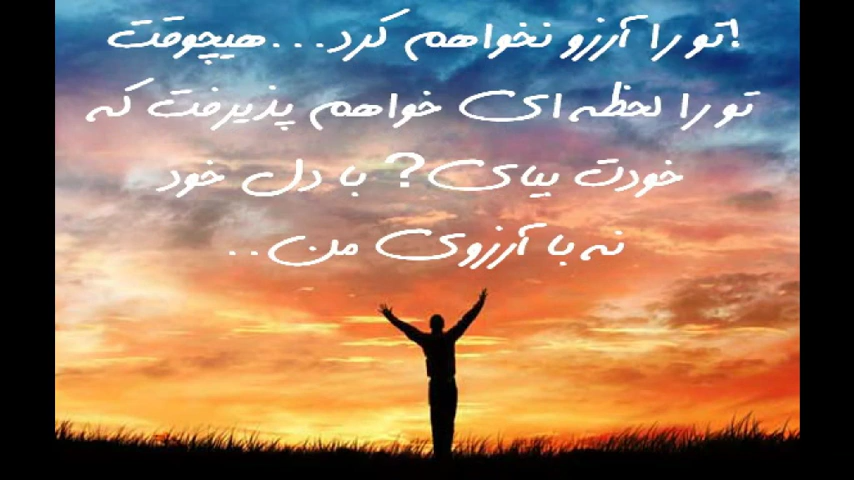 !تو را آرزو نخواهم کرد...هیچوقت
تو را لحظه ای خواهم پذیرفت که
خودت بیای? با دل خود
نه با آرزوی من..